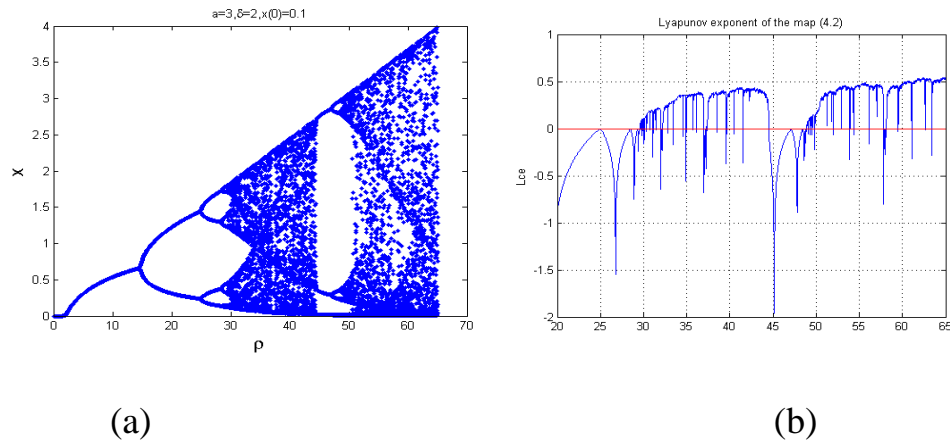 a=3,δ=2,x(0)=0.1
4
3.5
3
2.5
2
1.5
1
0.5
0
χ
0 10 20 30 40 50 60 70
ρ
(a)
Lyapunov exponent of the map (4.2)
1
0.5
0
-0.5
-1
-1.5
-2
Lce
20 25 30 35 40 45 50 55 60 65
(b)